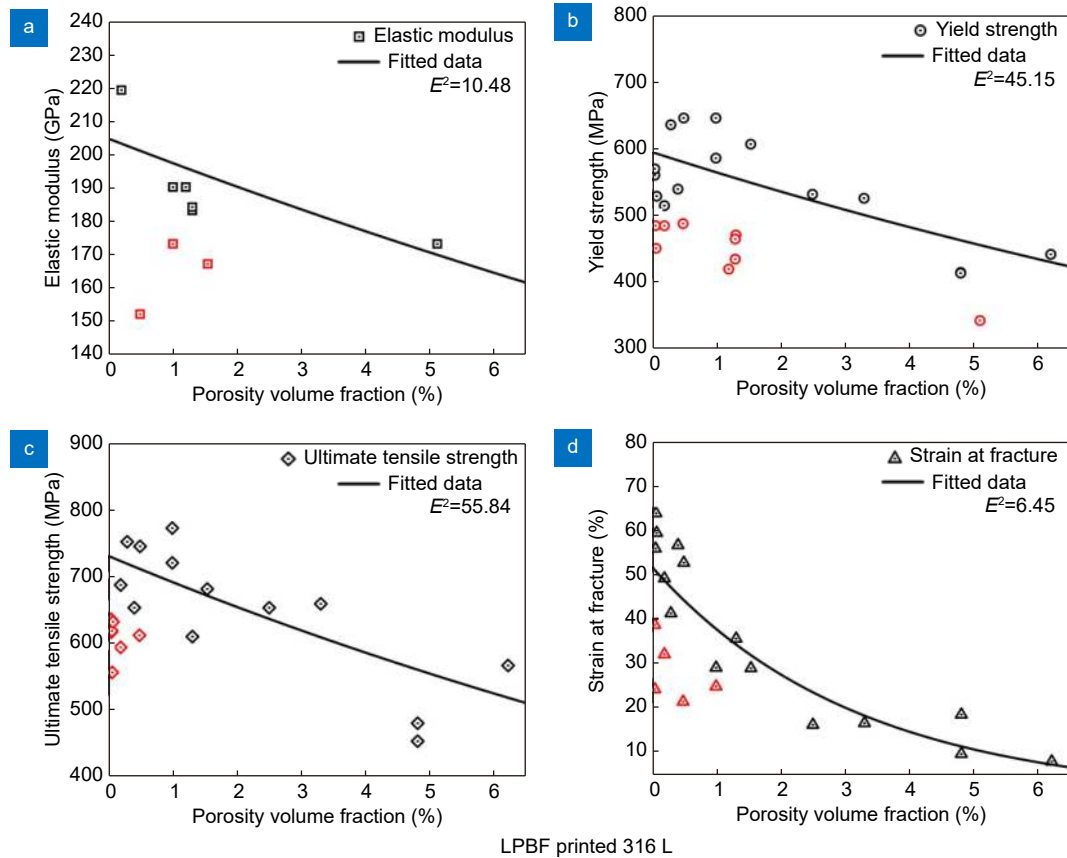 a
240
230
220
210
200
190
180
170
160
150
140
Elastic modulus (GPa)
Elastic modulus
Fitted data
E²=10.48
0 1 2 3 4 5 6
Porosity volume fraction (%)
b
800
700
600
500
400
300
Yield strength (MPa)
Yield strength
Fitted data
E²=45.15
0 1 2 3 4 5 6
Porosity volume fraction (%)
c
900
800
700
600
500
400
Ultimate tensile strength (MPa)
Ultimate tensile strength
Fitted data
E²=55.84
0 1 2 3 4 5 6
Porosity volume fraction (%)
d
80
70
60
50
40
30
20
10
Strain at fracture (%)
Strain at fracture
Fitted data
E²=6.45
0 1 2 3 4 5 6
Porosity volume fraction (%)
LPBF printed 316 L